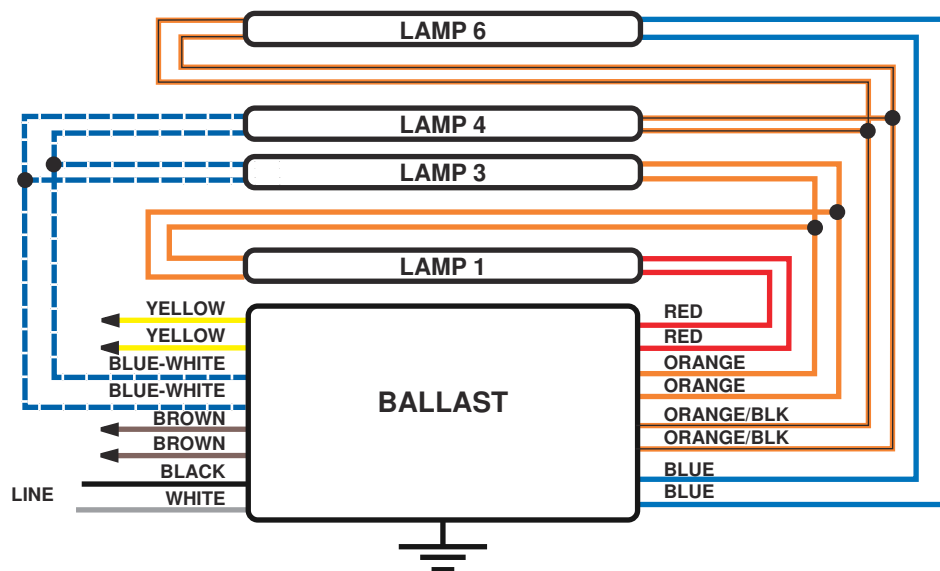 LAMP 6
LAMP 4
LAMP 3
LAMP 1
YELLOW
YELLOW
BLUE-WHITE
BLUE-WHITE
BROWN
BROWN
BLACK
WHITE
LINE
BALLAST
RED
RED
ORANGE
ORANGE
ORANGE/BLK
ORANGE/BLK
BLUE
BLUE